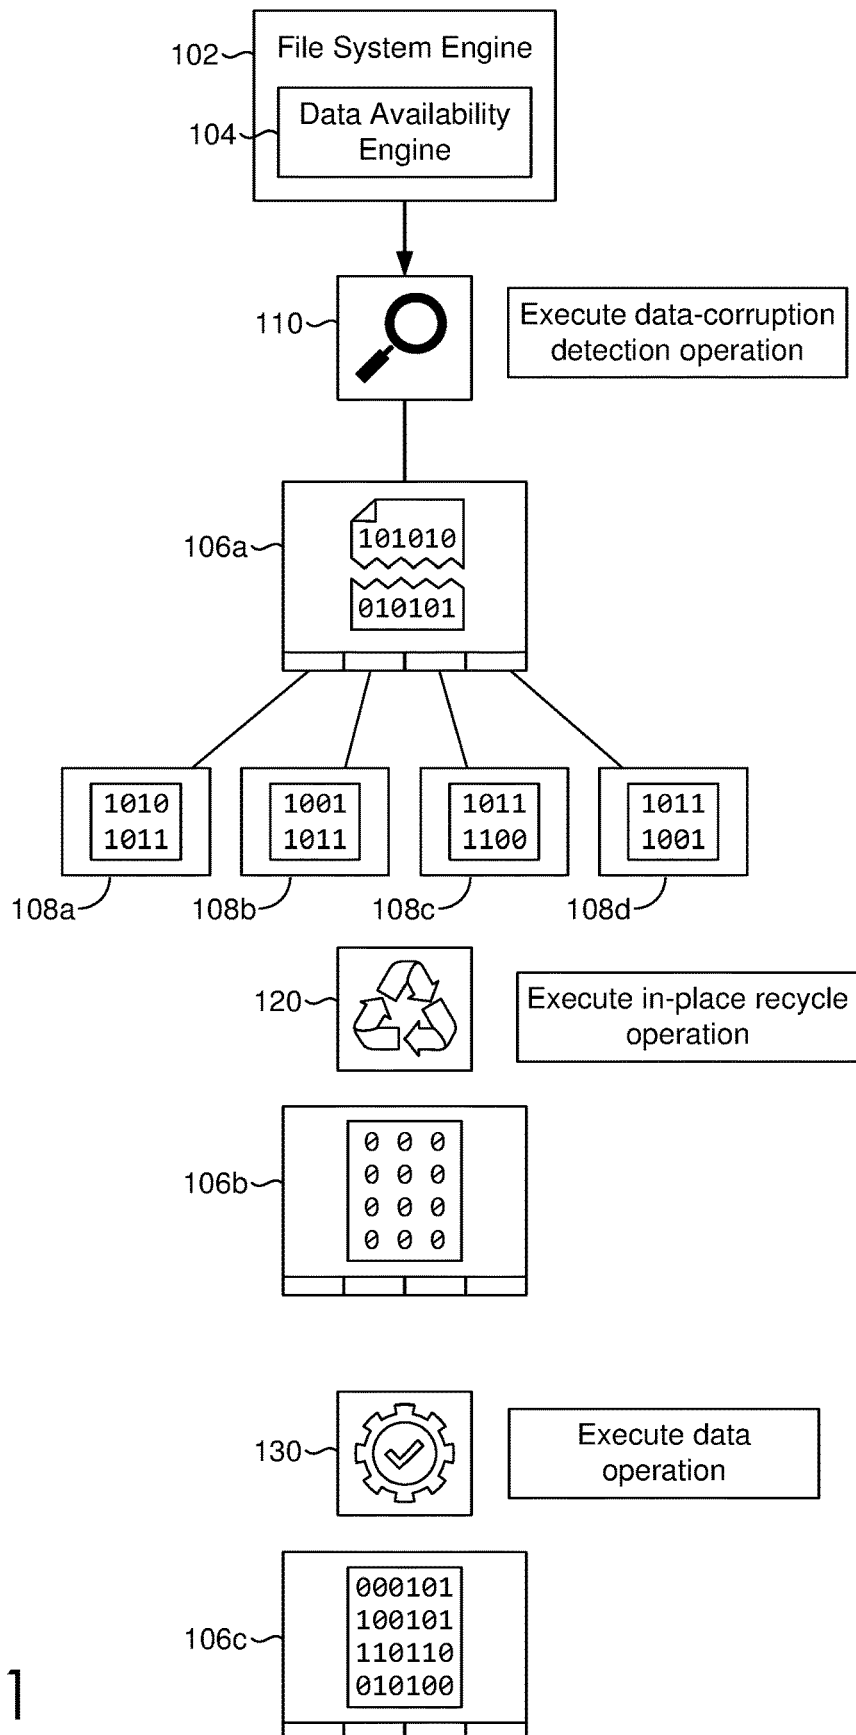 File System Engine
102
Data Availability
Engine
104
110
Execute data-corruption
detection operation
101010
010101
106a
1010
1011
1001
1011
1011
1100
1011
1001
108a
108b
108c
108d
120
Execute in-place recycle
operation
0 0 0
0 0 0
0 0 0
0 0 0
106b
130
Execute data
operation
000101
100101
110110
010100
106c
1